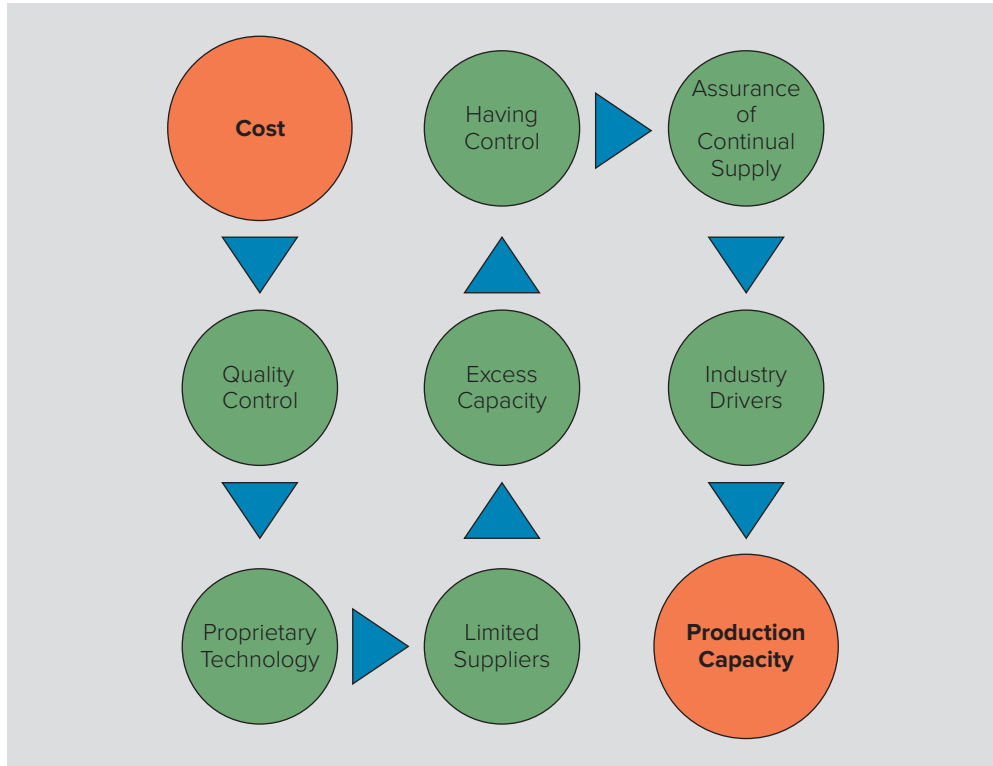 Cost
Quality
Control
Proprietary
Technology
Limited
Suppliers
Excess
Capacity
Having
Control
Assurance
of
Continual
Supply
Industry
Drivers
Production
Capacity